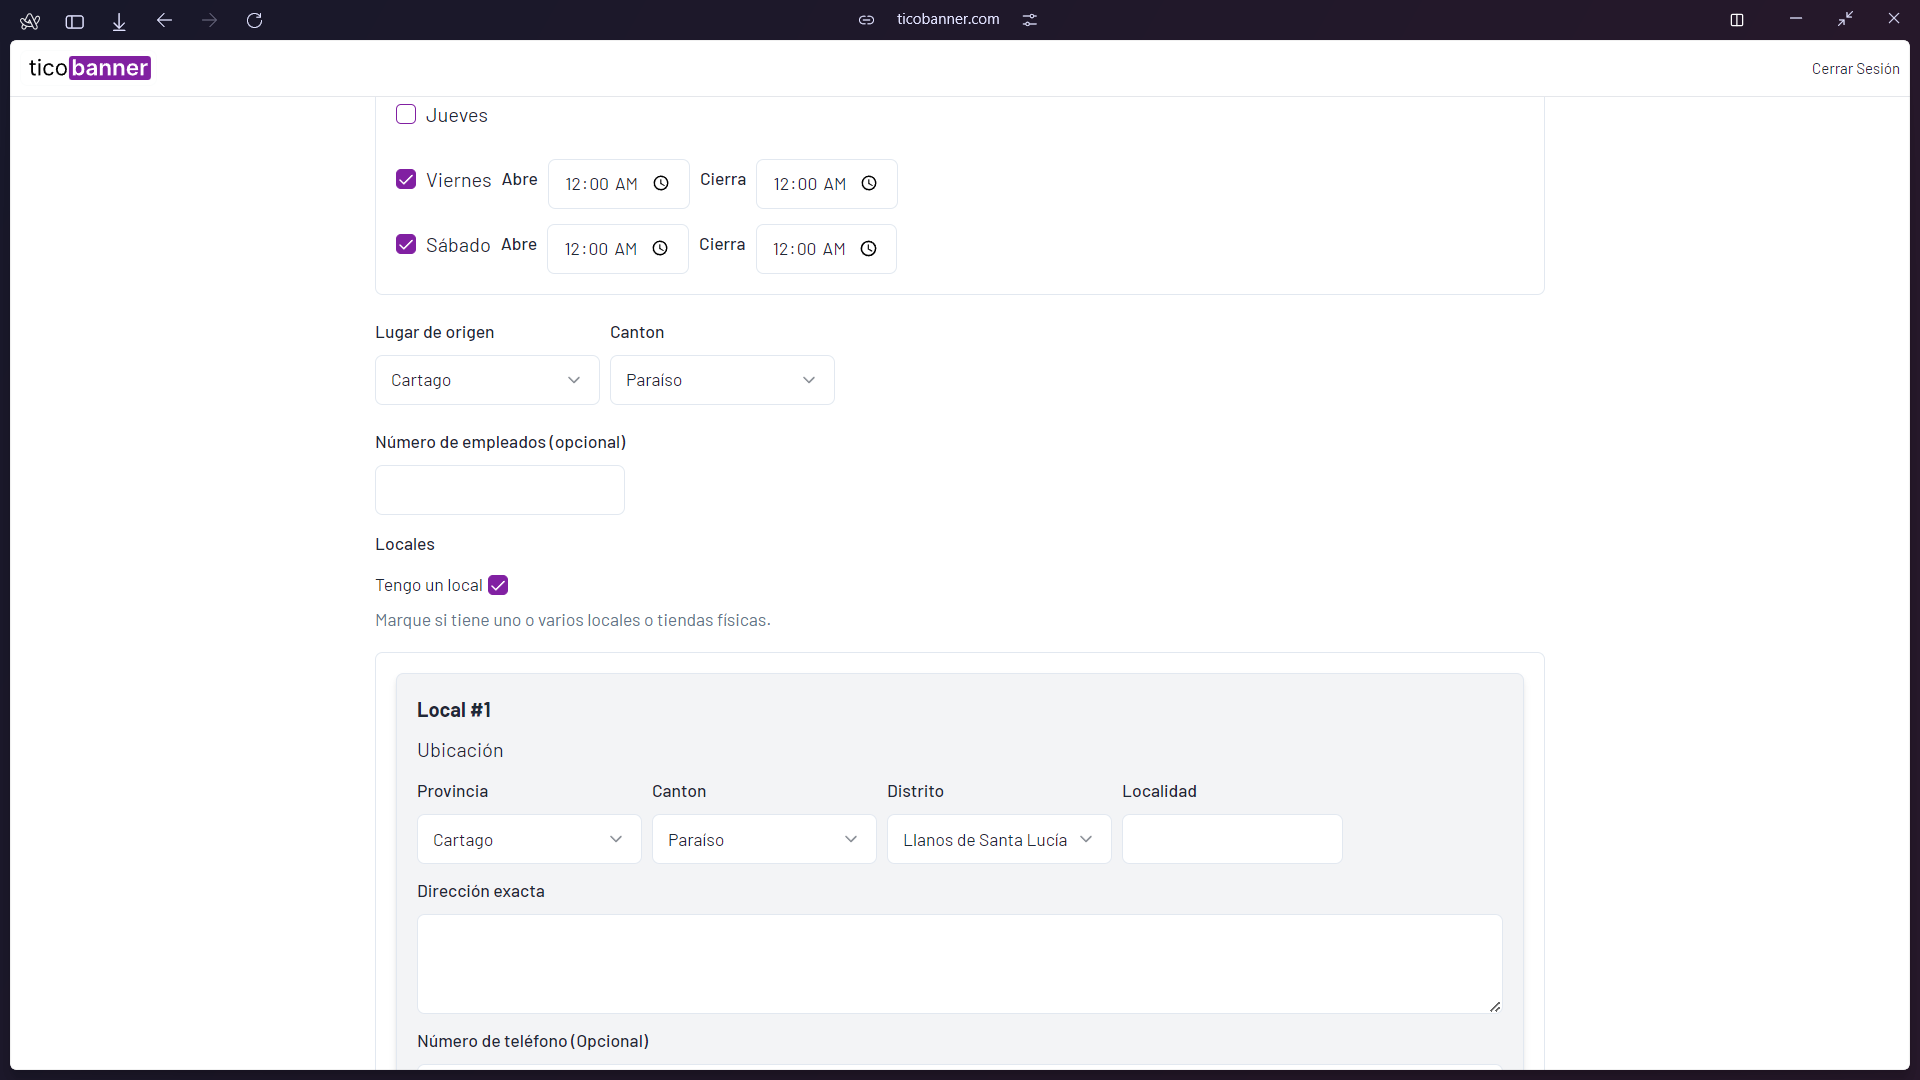 ticobanner.com
ticobanner
Cerrar Sesión
Jueves
Viernes Abre 12:00 AM Cierra 12:00 AM
Sábado Abre 12:00 AM Cierra 12:00 AM
Lugar de origen Canton
Cartago Paraíso
Número de empleados (opcional)
Locales
Tengo un local
Marque si tiene uno o varios locales o tiendas físicas.
Local #1
Ubicación
Provincia Canton Distrito Localidad
Cartago Paraíso Llanos de Santa Lucía
Dirección exacta
Número de teléfono (Opcional)